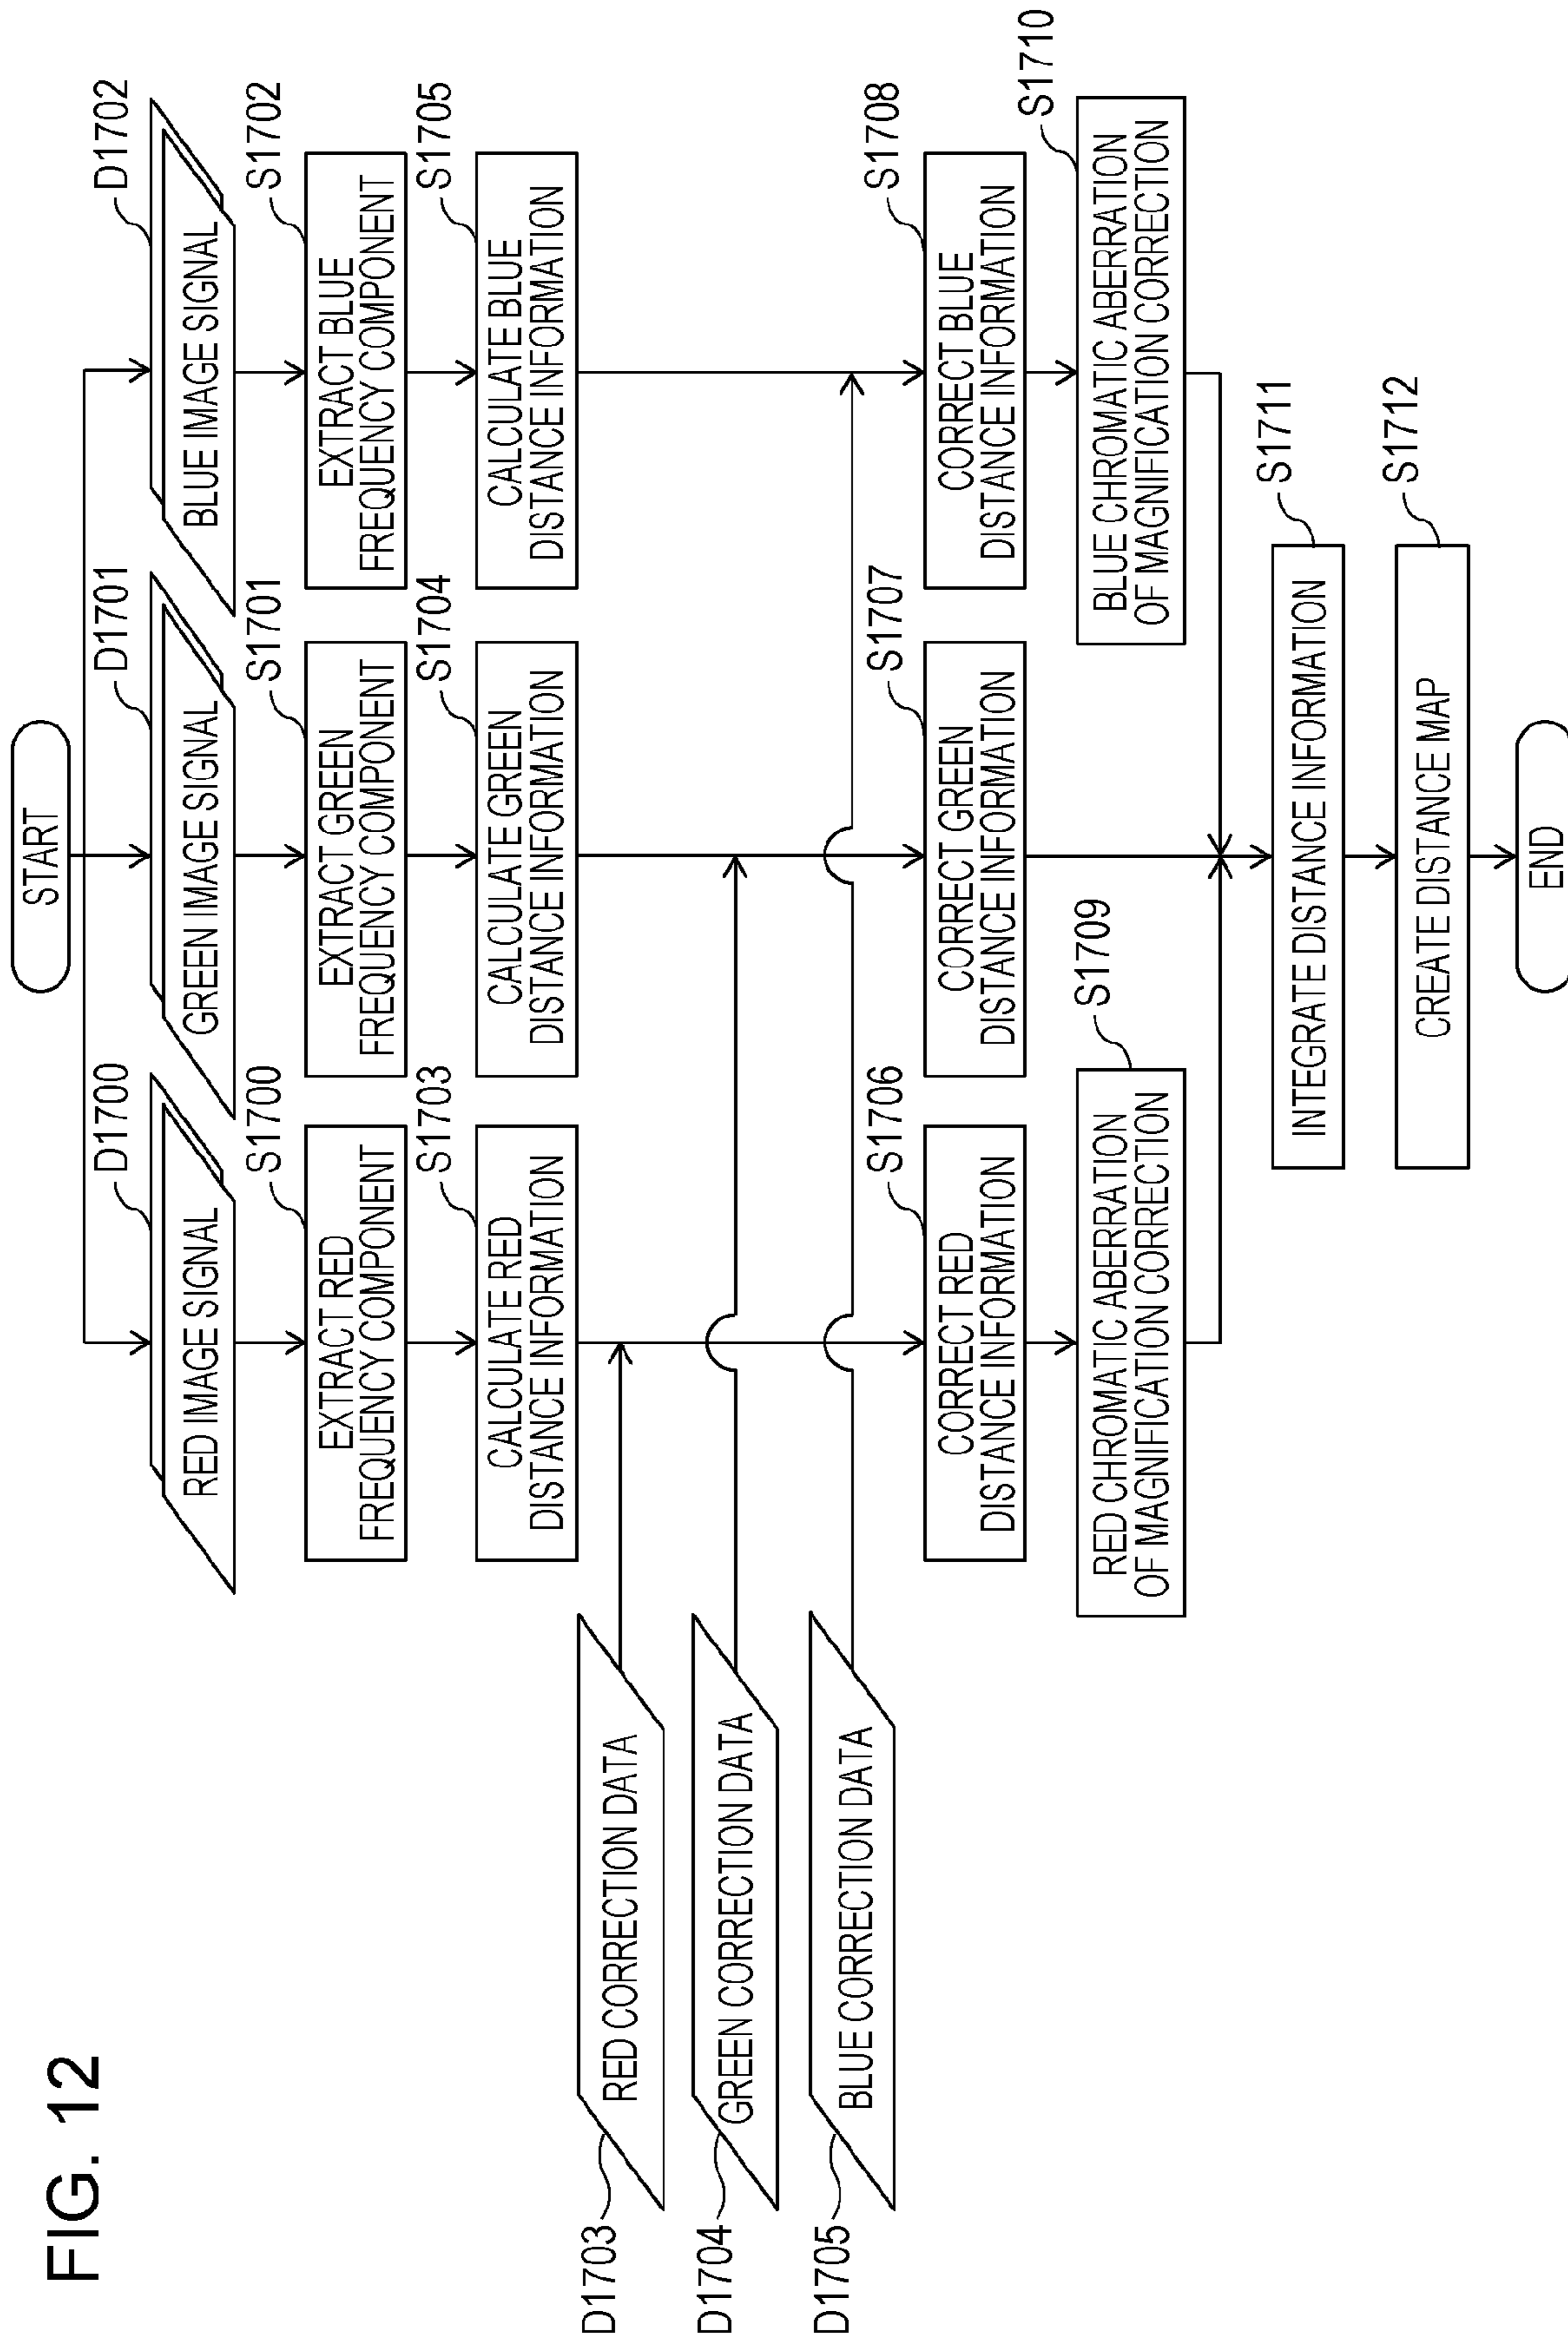 FIG. 12
START
D1700
D1701
D1702
RED IMAGE SIGNAL
GREEN IMAGE SIGNAL
BLUE IMAGE SIGNAL
S1700
S1701
S1702
EXTRACT RED
FREQUENCY COMPONENT
EXTRACT GREEN
FREQUENCY COMPONENT
EXTRACT BLUE
FREQUENCY COMPONENT
S1703
S1704
S1705
CALCULATE RED
DISTANCE INFORMATION
CALCULATE GREEN
DISTANCE INFORMATION
CALCULATE BLUE
DISTANCE INFORMATION
D1703
RED CORRECTION DATA
D1704
GREEN CORRECTION DATA
D1705
BLUE CORRECTION DATA
S1706
S1707
S1708
CORRECT RED
DISTANCE INFORMATION
CORRECT GREEN
DISTANCE INFORMATION
CORRECT BLUE
DISTANCE INFORMATION
S1709
S1710
RED CHROMATIC ABERRATION
OF MAGNIFICATION CORRECTION
BLUE CHROMATIC ABERRATION
OF MAGNIFICATION CORRECTION
S1711
INTEGRATE DISTANCE INFORMATION
S1712
CREATE DISTANCE MAP
END